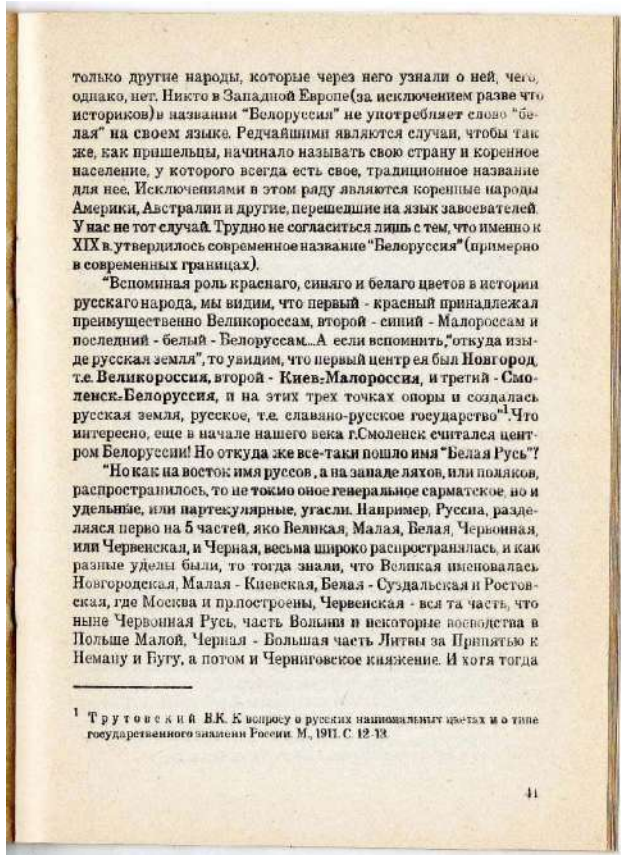 только другие народы, которые через него узнали о ней, чего,
однако, нет. Никто в Западной Европе(за исключением разве что
историков)в названии "Белоруссия" не употребляет слово "бе-
лая" на своем языке. Редчайшими являются случаи, чтобы так
же, как пришельцы, начинало называть свою страну и коренное
население, у которого всегда есть свое, традиционное название
для нее. Исключениями в этом ряду являются коренные народы
Америки, Австралии и другие, перешедшие на язык завоевателей.
У нас не тот случай. Трудно не согласиться лишь с тем, что именно к
XIX в. утвердилось современное название "Белоруссия" (примерно
в современных границах).
"Вспоминая роль краснаго, синяго и белаго цветов в истории
русскаго народа, мы видим, что первый - красный принадлежал
преимущественно Великороссам, второй - синий - Малороссам и
последний - белый - Белоруссам....А если вспомнить,"откуда изы-
де русская земля", то увидим, что первый центр ея был Новгород,
т.е. Великороссия, второй - Киев-Малороссия, и третий - Смо-
ленск-Белоруссия, и на этих трех точках опоры и создалась
русская земля, русское, т.е. славяно-русское государство"1.Что
интересно, еще в начале нашего века г.Смоленск считался цент-
ром Белоруссии! Но откуда же все-таки пошло имя "Белая Русь"?
"Но как на восток имя руссов , а на западе ляхов, или поляков,
распространилось, то не токмо оное генеральное сарматское, но и
удельные, или партекулярные, угасли. Например, Руссиа, разде-
ляяся перво на 5 частей, яко Великая, Малая, Белая, Червонная,
или Червенская, и Черная, весьма широко распространялась, и как
разные уделы были, то тогда знали, что Великая именовалась
Новгородская, Малая - Киевская, Белая - Суздальская и Ростов-
ская, где Москва и пр.построены, Червенская - вся та часть, что
ныне Червонная Русь, часть Волыни и некоторые воеводства в
Польше Малой, Черная - Большая часть Литвы за Припятью к
Неману и Бугу, а потом и Черниговское княжение. И хотя тогда
1 Трутовский В.К. К вопросу о русских национальных цветах и о типе
государственного знамени России. М., 1911. С. 12-13.
41